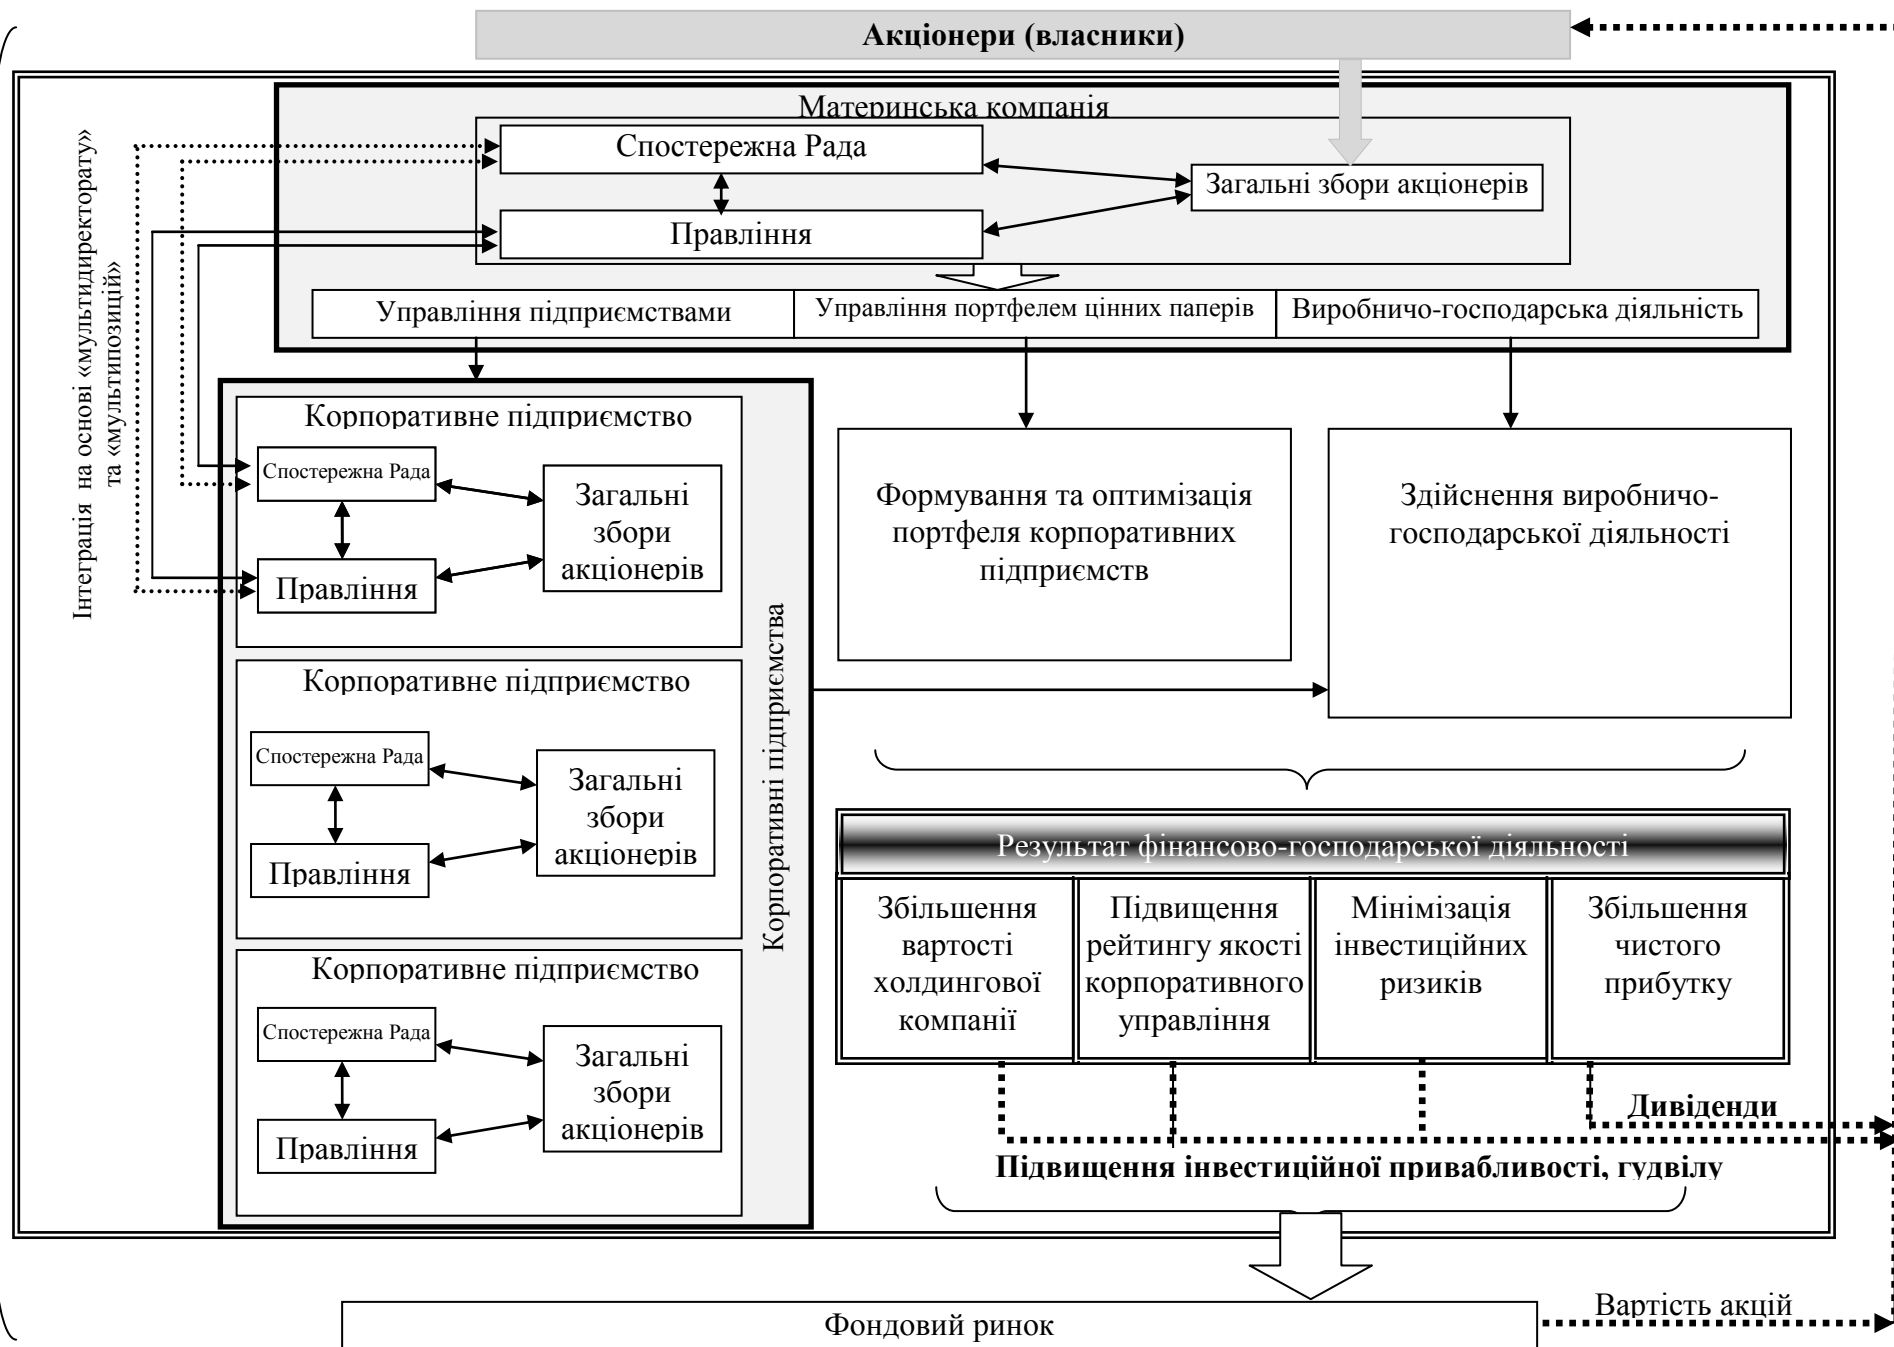 Акціонери (власники)
Материнська компанія
Спостережна Рада
Загальні збори акціонерів
Правління
Управління підприємствами
Управління портфелем цінних паперів
Виробничо-господарська діяльність
Інтеграція на основі «мультидиректорату»
та «мультипозицій»
Корпоративне підприємство
Спостережна Рада
Загальні
збори
акціонерів
Правління
Корпоративне підприємство
Спостережна Рада
Загальні
збори
акціонерів
Правління
Корпоративне підприємство
Спостережна Рада
Загальні
збори
акціонерів
Правління
Корпоративні підприємства
Формування та оптимізація
портфеля корпоративних
підприємств
Здійснення виробничо-
господарської діяльності
Результат фінансово-господарської діяльності
Збільшення
вартості
холдингової
компанії
Підвищення
рейтингу якості
корпоративного
управління
Мінімізація
інвестиційних
ризиків
Збільшення
чистого
прибутку
Дивіденди
Підвищення інвестиційної привабливості, гудвілу
Вартість акцій
Фондовий ринок